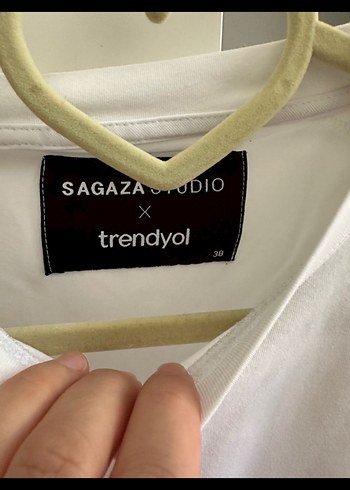 SAGAZA STUDIO
×
trendyol
38